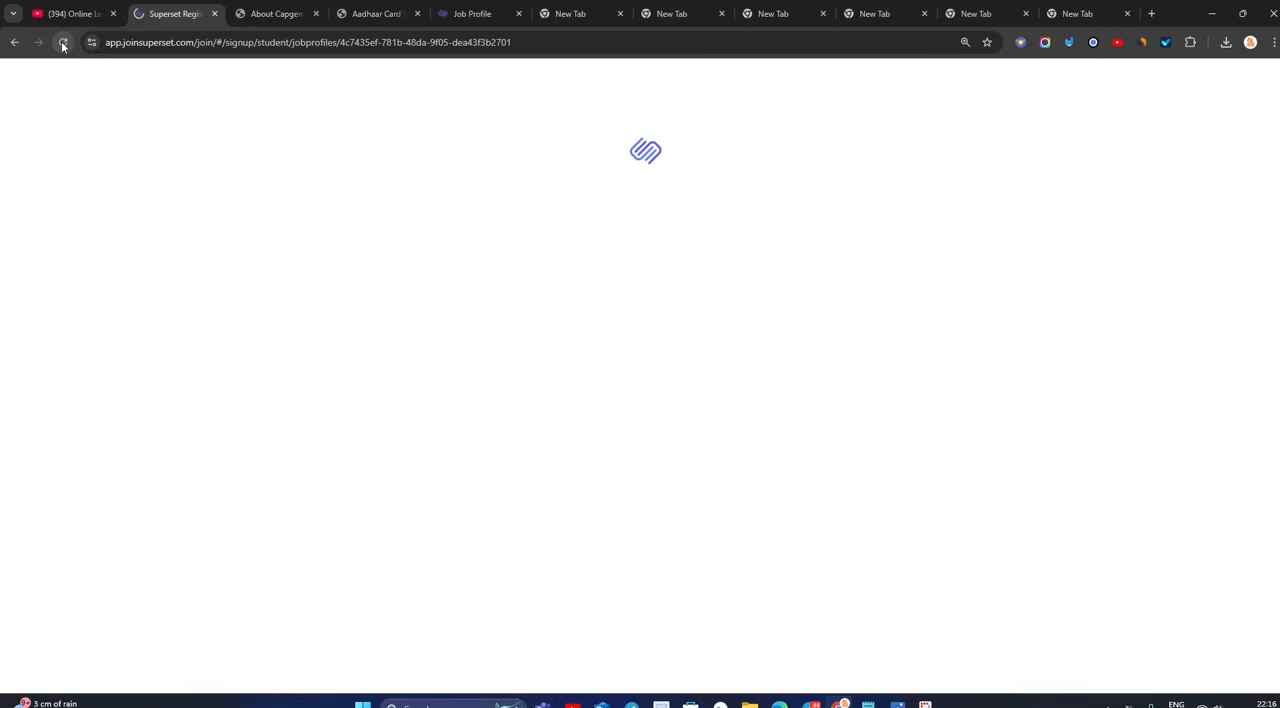 (394) Online Le
Superset Regis
About Capgem
Aadhaar Card
Job Profile
New Tab
New Tab
New Tab
New Tab
New Tab
New Tab
app.joinsuperset.com/join/#/signup/student/jobprofiles/4c7435ef-781b-48da-9f05-dea43f3b2701
9+
3 cm of rain
ENG
22:16